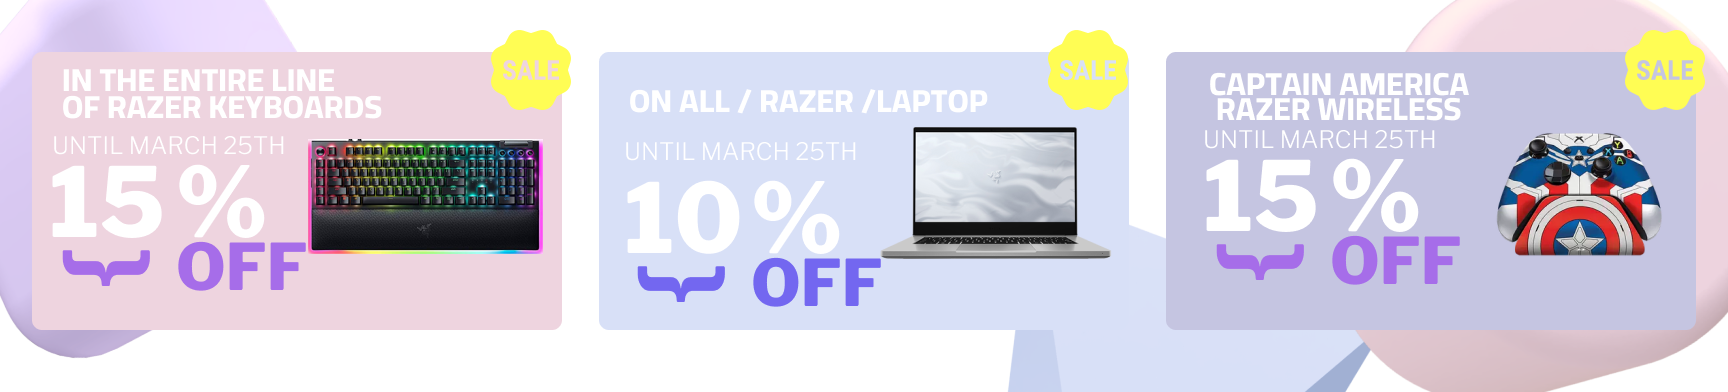 SALE
IN THE ENTIRE LINE
OF RAZER KEYBOARDS
UNTIL MARCH 25TH
15 %
OFF
SALE
ON ALL / RAZER /LAPTOP
UNTIL MARCH 25TH
10 %
OFF
SALE
CAPTAIN AMERICA
RAZER WIRELESS
UNTIL MARCH 25TH
15 %
OFF
Y
X
B
A